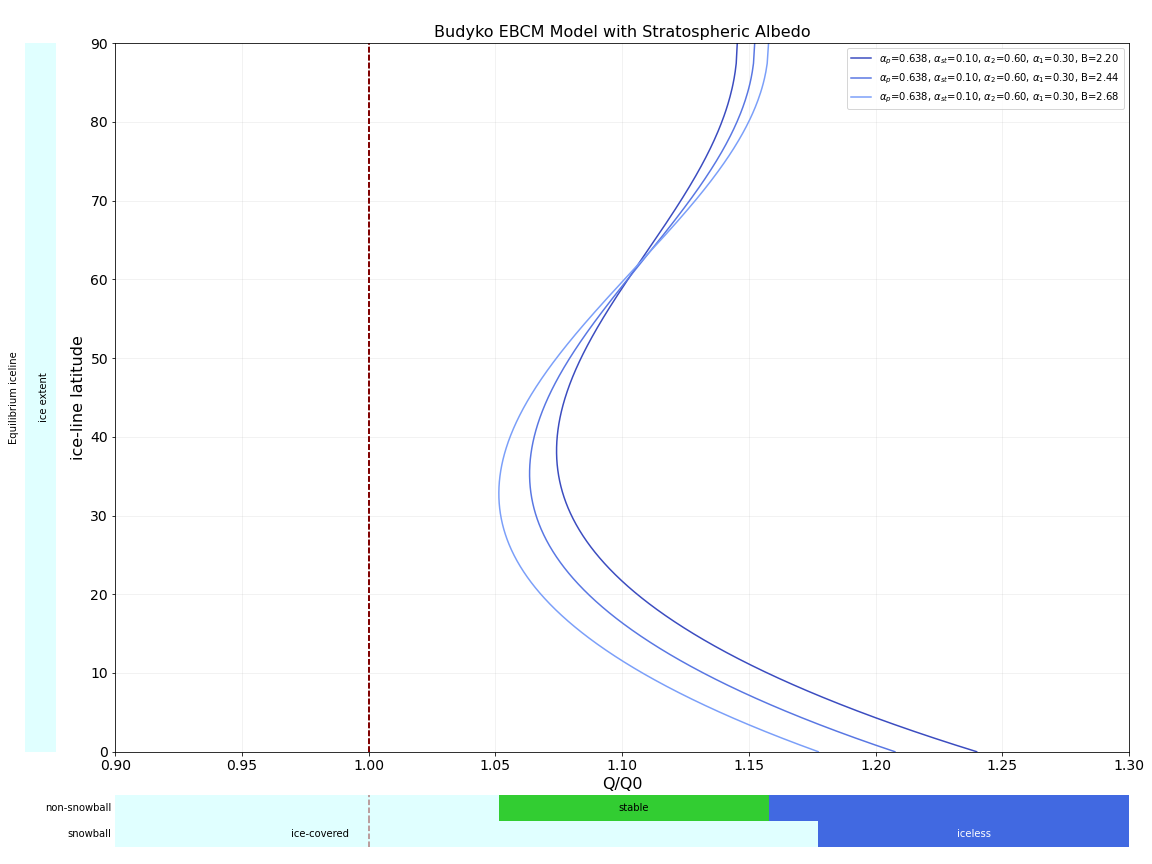 Budyko EBCM Model with Stratospheric Albedo
αp=0.638, αst=0.10, α2=0.60, α1=0.30, B=2.20
αp=0.638, αst=0.10, α2=0.60, α1=0.30, B=2.44
αp=0.638, αst=0.10, α2=0.60, α1=0.30, B=2.68
90
80
70
60
50
40
30
20
10
0
Equilibrium iceline
ice extent
ice-line latitude
0.90 0.95 1.00 1.05 1.10 1.15 1.20 1.25 1.30
Q/Q0
non-snowball stable
snowball ice-covered iceless